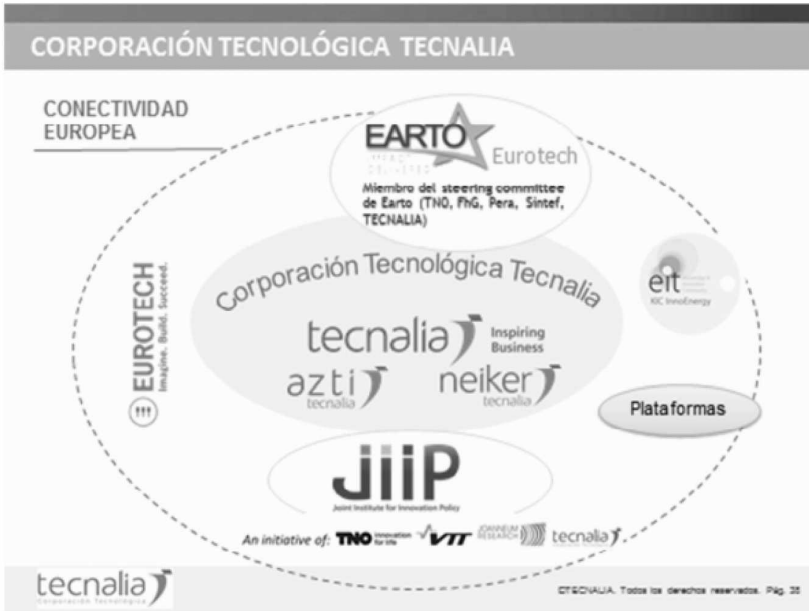 CORPORACIÓN TECNOLÓGICA TECNALIA
CONECTIVIDAD
EUROPEA
EARTO
Eurotech
Miembro del steering committee
de Earto (TNO, FhG, Pera, Sintef,
TECNALIA)
Corporación Tecnológica Tecnalia
tecnalia Inspiring
Business
azti
tecnalia
neiker
tecnalia
EUROTECH
Imagine. Build. Succeed.
eit
KIC InnoEnergy
Plataformas
JiiP
Joint Institute for Innovation Policy
An initiative of: TNO innovation
for life VTT JOANNEUM
RESEARCH tecnalia
tecnalia
Corporación Tecnológica
©TECNALIA. Todos los derechos reservados. Pág. 35